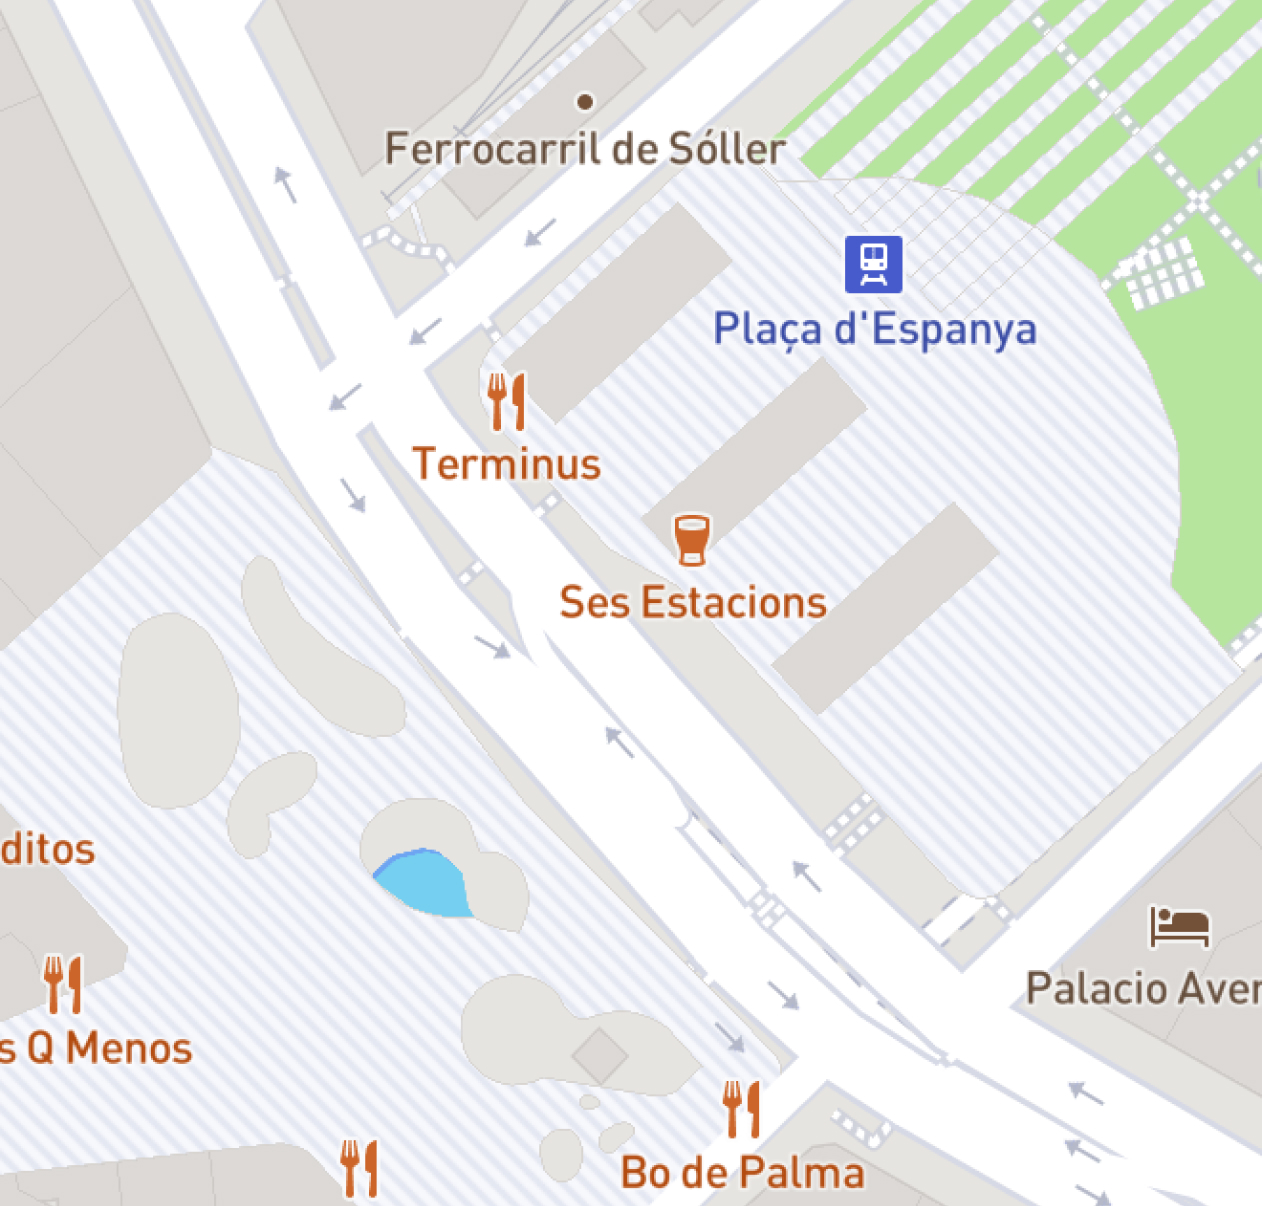 Ferrocarril de Sóller
Plaça d'Espanya
Terminus
Ses Estacions
ditos
Palacio Aver
s Q Menos
Bo de Palma